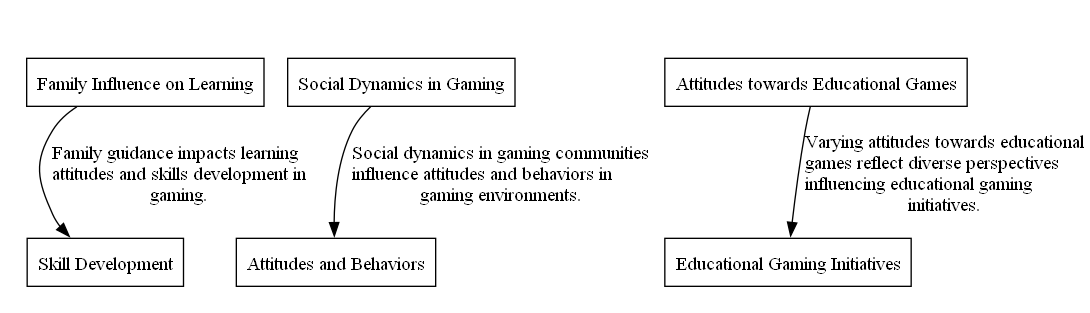 Family Influence on Learning
Social Dynamics in Gaming
Attitudes towards Educational Games
Family guidance impacts learning
attitudes and skills development in
gaming.
Social dynamics in gaming communities
influence attitudes and behaviors in
gaming environments.
Varying attitudes towards educational
games reflect diverse perspectives
influencing educational gaming
initiatives.
Skill Development
Attitudes and Behaviors
Educational Gaming Initiatives